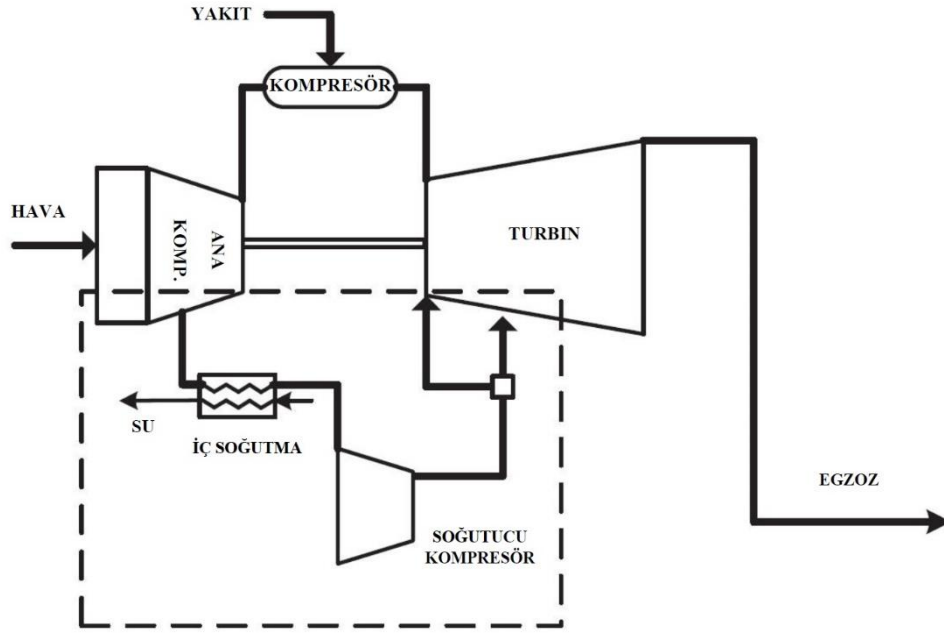 YAKIT
KOMPRESÖR
HAVA
ANA
KOMP.
TURBIN
SU
İÇ SOĞUTMA
SOĞUTUCU
KOMPRESÖR
EGZOZ